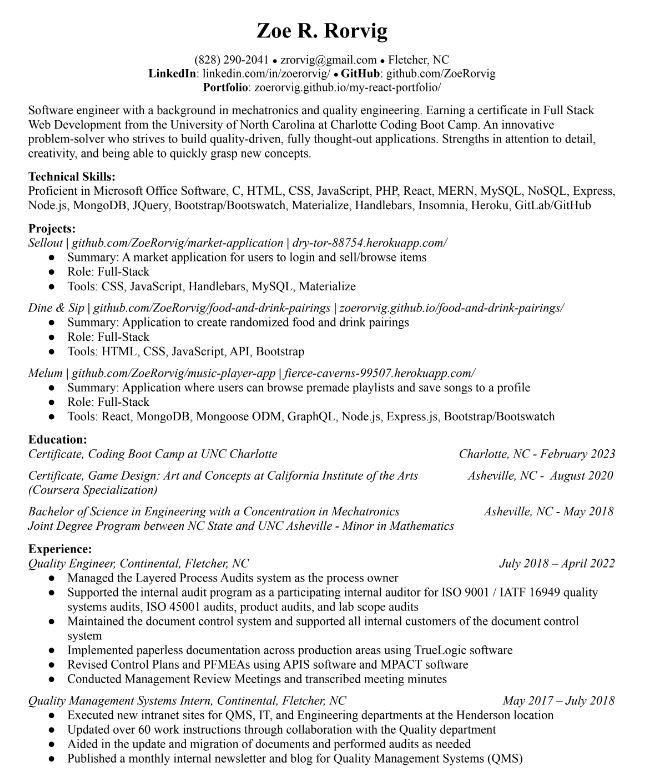 Zoe R. Rorvig
(828) 290-2041 • zrorvig@gmail.com • Fletcher, NC
LinkedIn: linkedin.com/in/zoerorvig/ • GitHub: github.com/ZoeRorvig
Portfolio: zoerorvig.github.io/my-react-portfolio/
Software engineer with a background in mechatronics and quality engineering. Earning a certificate in Full Stack
Web Development from the University of North Carolina at Charlotte Coding Boot Camp. An innovative
problem-solver who strives to build quality-driven, fully thought-out applications. Strengths in attention to detail,
creativity, and being able to quickly grasp new concepts.
Technical Skills:
Proficient in Microsoft Office Software, C, HTML, CSS, JavaScript, PHP, React, MERN, MySQL, NoSQL, Express,
Node.js, MongoDB, JQuery, Bootstrap/Bootswatch, Materialize, Handlebars, Insomnia, Heroku, GitLab/GitHub
Projects:
Sellout | github.com/ZoeRorvig/market-application | dry-tor-88754.herokuapp.com/
● Summary: A market application for users to login and sell/browse items
● Role: Full-Stack
● Tools: CSS, JavaScript, Handlebars, MySQL, Materialize
Dine & Sip | github.com/ZoeRorvig/food-and-drink-pairings | zoerorvig.github.io/food-and-drink-pairings/
● Summary: Application to create randomized food and drink pairings
● Role: Full-Stack
● Tools: HTML, CSS, JavaScript, API, Bootstrap
Melum | github.com/ZoeRorvig/music-player-app | fierce-caverns-99507.herokuapp.com/
● Summary: Application where users can browse premade playlists and save songs to a profile
● Role: Full-Stack
● Tools: React, MongoDB, Mongoose ODM, GraphQL, Node.js, Express.js, Bootstrap/Bootswatch
Education:
Certificate, Coding Boot Camp at UNC Charlotte Charlotte, NC - February 2023
Certificate, Game Design: Art and Concepts at California Institute of the Arts Asheville, NC - August 2020
(Coursera Specialization)
Bachelor of Science in Engineering with a Concentration in Mechatronics Asheville, NC - May 2018
Joint Degree Program between NC State and UNC Asheville - Minor in Mathematics
Experience:
Quality Engineer, Continental, Fletcher, NC July 2018 – April 2022
● Managed the Layered Process Audits system as the process owner
● Supported the internal audit program as a participating internal auditor for ISO 9001 / IATF 16949 quality
systems audits, ISO 45001 audits, product audits, and lab scope audits
● Maintained the document control system and supported all internal customers of the document control
system
● Implemented paperless documentation across production areas using TrueLogic software
● Revised Control Plans and PFMEAs using APIS software and MPACT software
● Conducted Management Review Meetings and transcribed meeting minutes
Quality Management Systems Intern, Continental, Fletcher, NC May 2017 – July 2018
● Executed new intranet sites for QMS, IT, and Engineering departments at the Henderson location
● Updated over 60 work instructions through collaboration with the Quality department
● Aided in the update and migration of documents and performed audits as needed
● Published a monthly internal newsletter and blog for Quality Management Systems (QMS)